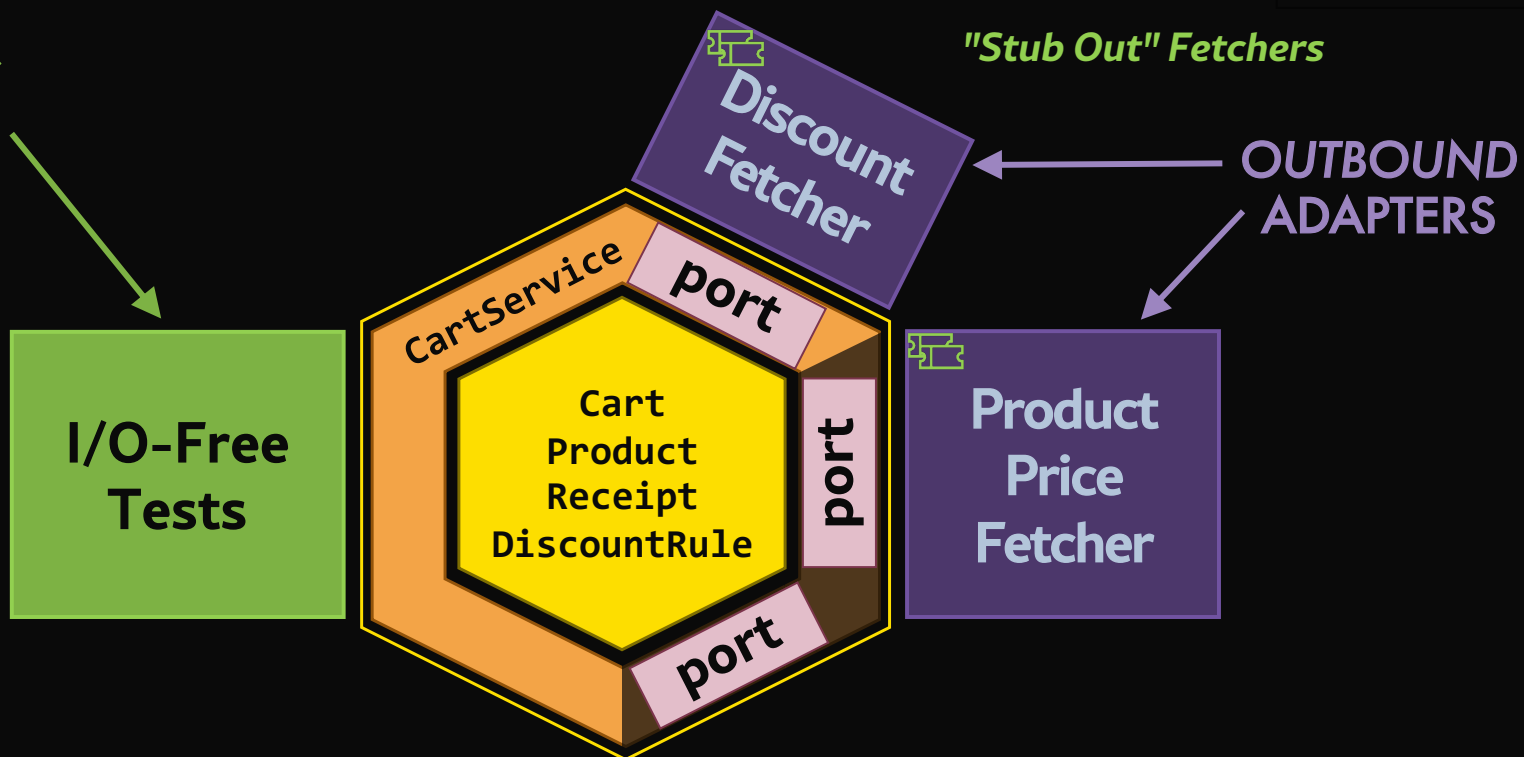 "Stub Out" Fetchers
Discount
Fetcher
OUTBOUND
ADAPTERS
CartService
port
I/O-Free
Tests
Cart
Product
Receipt
DiscountRule
port
Product
Price
Fetcher
port